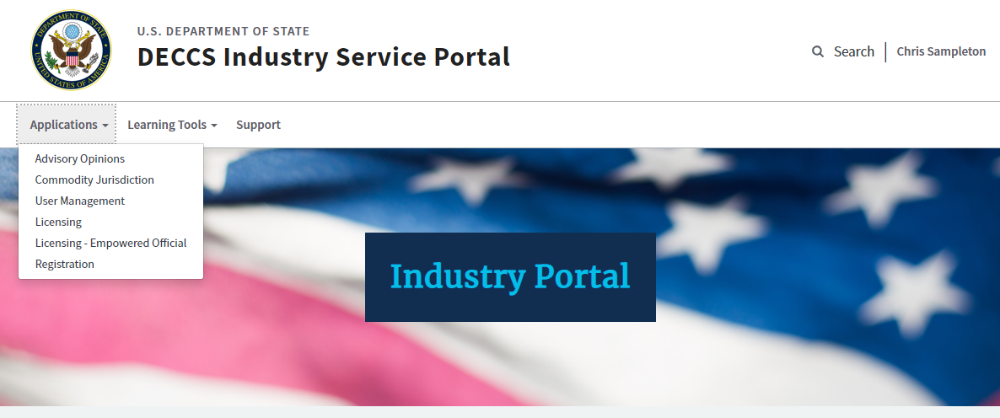 DEPARTMENT OF STATE
UNITED STATES OF AMERICA
U.S. DEPARTMENT OF STATE
DECCS Industry Service Portal
Search
Chris Sampleton
Applications
Learning Tools
Support
Advisory Opinions
Commodity Jurisdiction
User Management
Licensing
Licensing - Empowered Official
Registration
Industry Portal